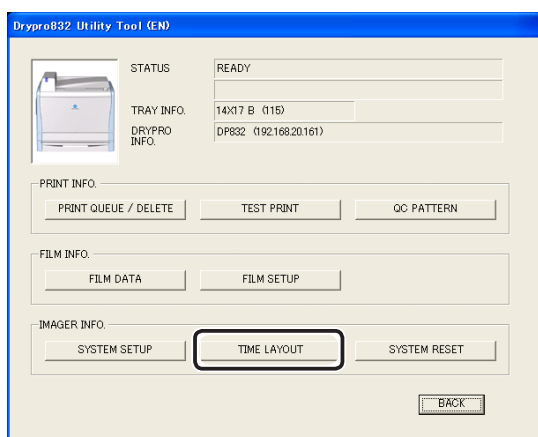 Drypro832 Utility Tool (EN)
STATUS READY
TRAY INFO. 14X17 B (115)
DRYPRO INFO. DP832 (192.168.20.161)
PRINT INFO.
PRINT QUEUE / DELETE TEST PRINT QC PATTERN
FILM INFO.
FILM DATA FILM SETUP
IMAGER INFO.
SYSTEM SETUP TIME LAYOUT SYSTEM RESET
BACK